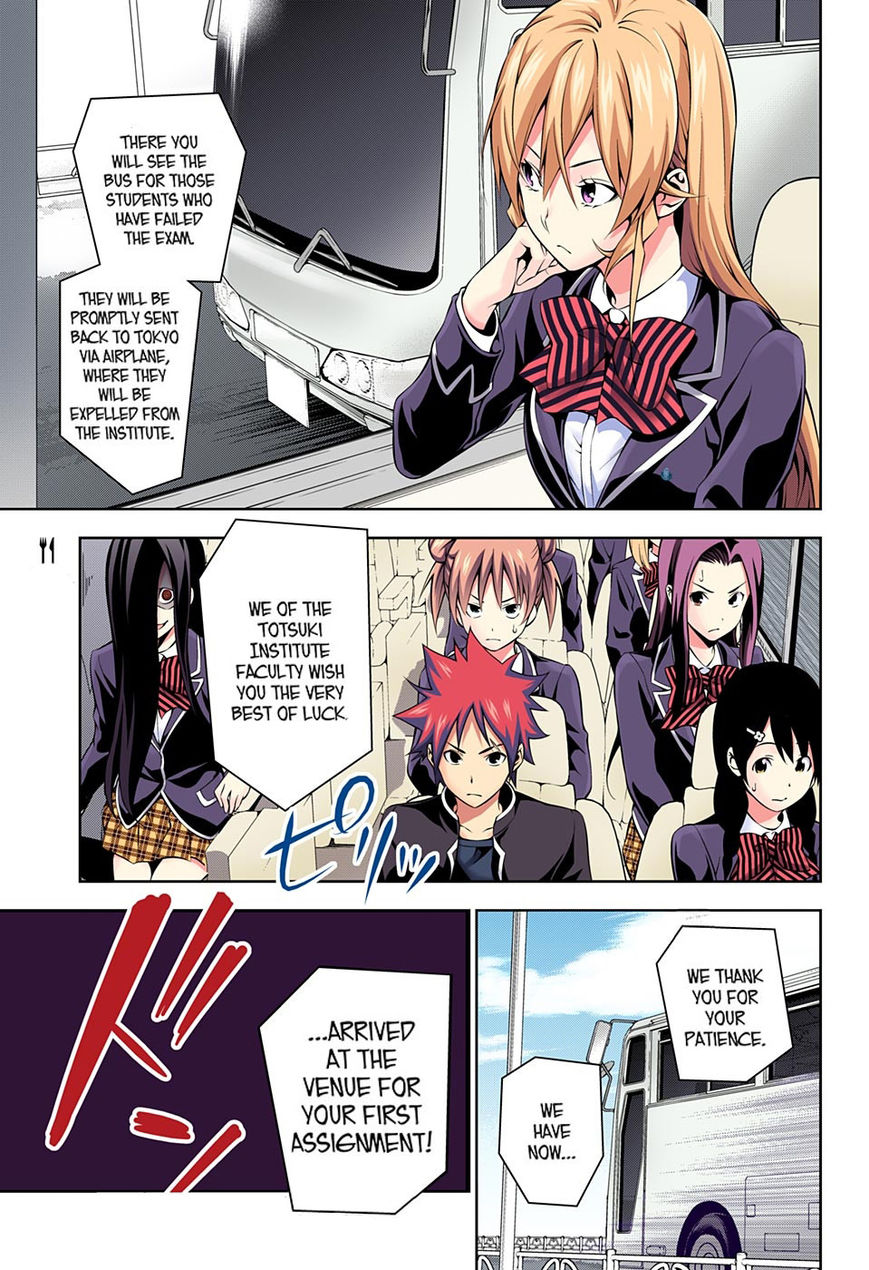 THERE YOU
WILL SEE THE
BUS FOR THOSE
STUDENTS WHO
HAVE FAILED
THE EXAM.
THEY WILL BE
PROMPTLY SENT
BACK TO TOKYO
VIA AIRPLANE,
WHERE THEY
WILL BE
EXPELLED FROM
THE INSTITUTE.
WE OF THE
TOTSUKI
INSTITUTE
FACULTY WISH
YOU THE VERY
BEST OF LUCK.
ピリッ
WE THANK
YOU FOR
YOUR
PATIENCE.
WE
HAVE
NOW...
...ARRIVED
AT THE
VENUE FOR
YOUR FIRST
ASSIGNMENT!
ドン